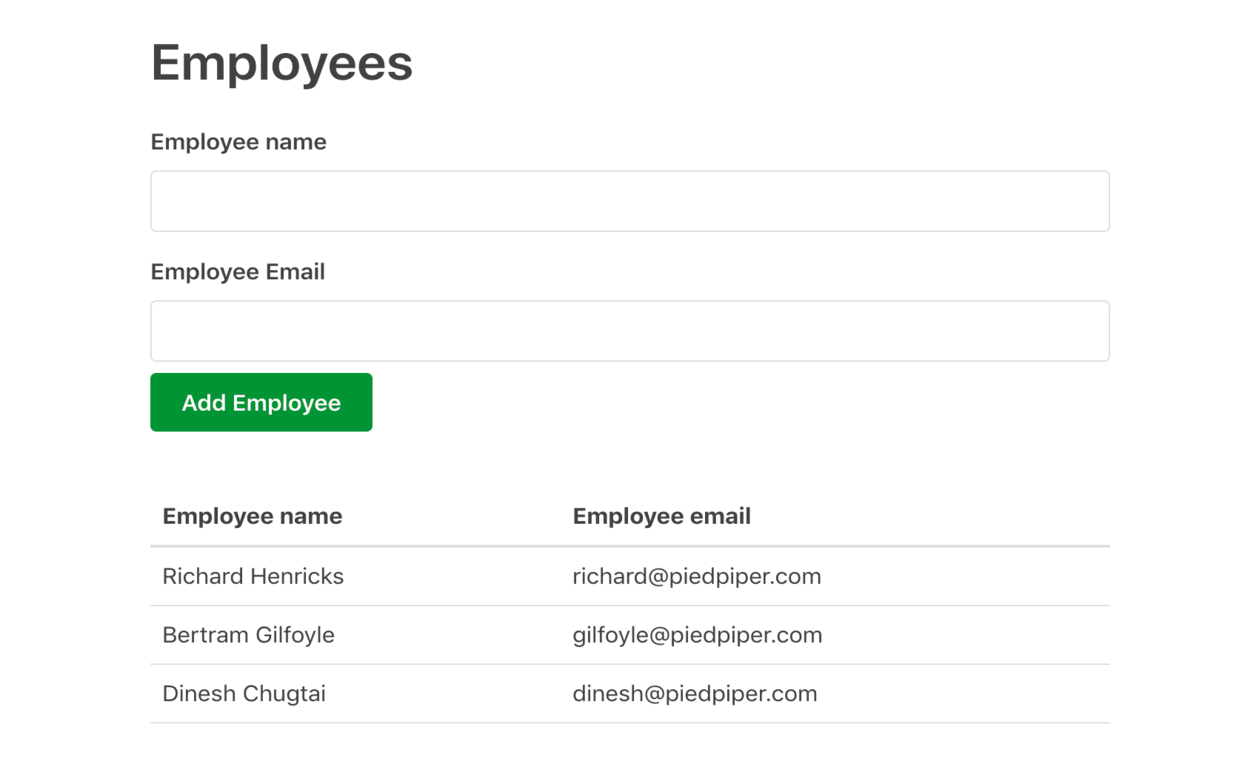 Employees
Employee name
Employee Email
Add Employee
Employee name Employee email
Richard Henricks richard@piedpiper.com
Bertram Gilfoyle gilfoyle@piedpiper.com
Dinesh Chugtai dinesh@piedpiper.com